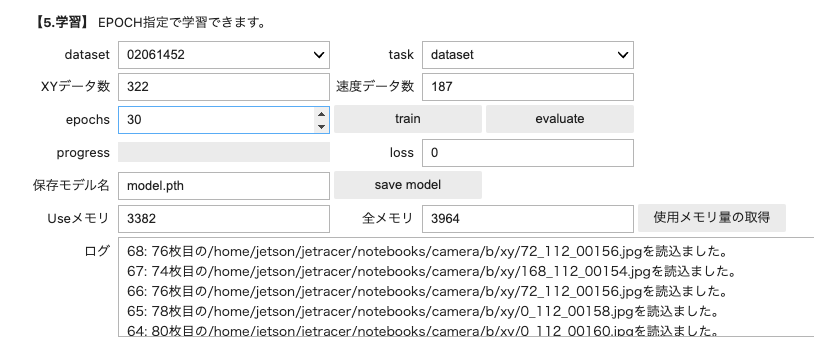 【5.学習】 EPOCH指定で学習できます。
dataset 02061452 task dataset
XYデータ数 322 速度データ数 187
epochs 30 train evaluate
progress loss 0
保存モデル名 model.pth save model
Useメモリ 3382 全メモリ 3964 使用メモリ量の取得
ログ 68: 76枚目の/home/jetson/jetracer/notebooks/camera/b/xy/72_112_00156.jpgを読込ました。
67: 74枚目の/home/jetson/jetracer/notebooks/camera/b/xy/168_112_00154.jpgを読込ました。
66: 76枚目の/home/jetson/jetracer/notebooks/camera/b/xy/72_112_00156.jpgを読込ました。
65: 78枚目の/home/jetson/jetracer/notebooks/camera/b/xy/0_112_00158.jpgを読込ました。
64: 80枚目の/home/jetson/jetracer/notebooks/camera/b/xy/0_112_00160.jpgを読込ました。